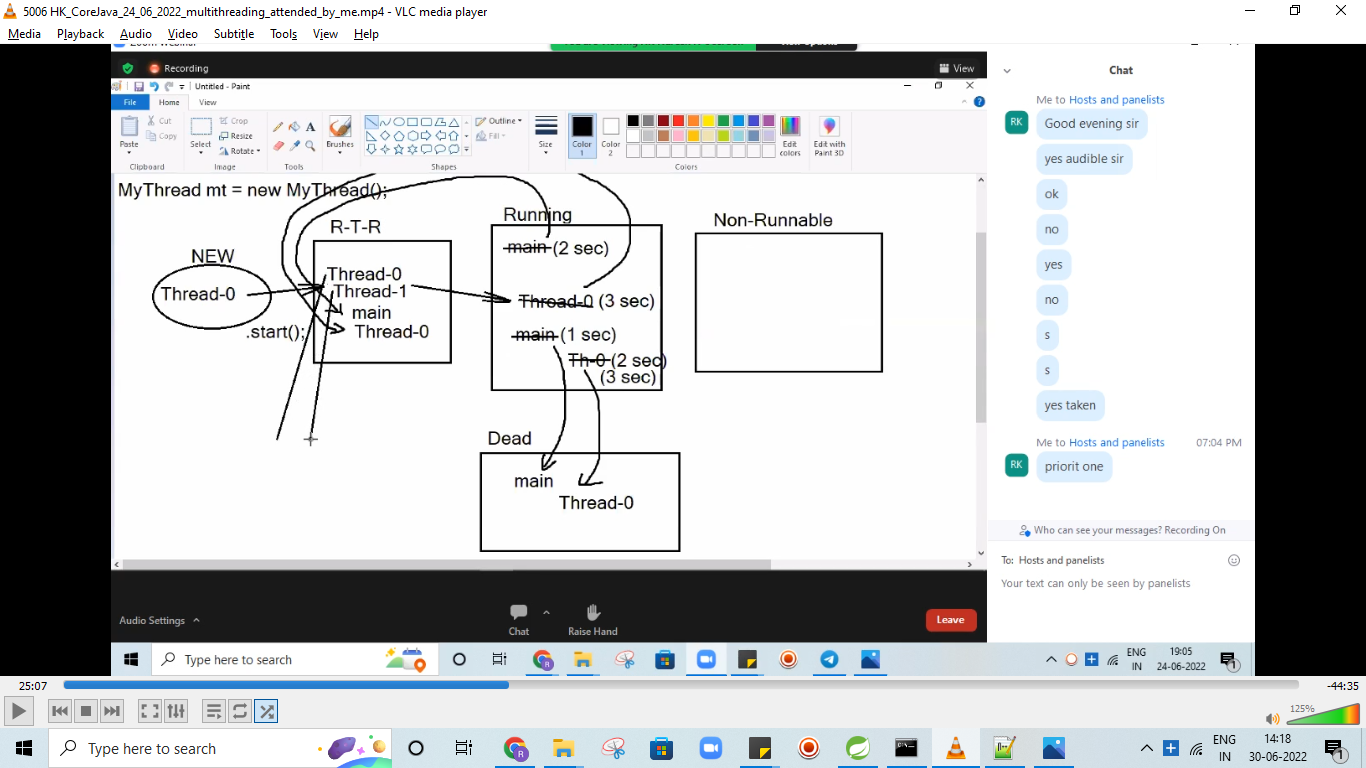 5006 HK_CoreJava_24_06_2022_multithreading_attended_by_me.mp4 - VLC media player
Media Playback Audio Video Subtitle Tools View Help
Recording
View
Untitled - Paint
File Home View
Paste
Cut
Copy
Clipboard
Select
Crop
Resize
Rotate
Image
Tools
Brushes
Outline
Fill
Shapes
Size
Color 1
Color 2
Edit colors
Colors
Edit with Paint 3D
MyThread mt = new MyThread();
R-T-R
Running
Non-Runnable
NEW
Thread-0
.start();
Thread-0
Thread-1
main
Thread-0
main (2 sec)
Thread-0 (3 sec)
main (1 sec)
Th-0 (2 sec)
(3 sec)
Dead
main
Thread-0
Chat
Me to Hosts and panelists
RK
Good evening sir
yes audible sir
ok
no
yes
no
s
s
yes taken
Me to Hosts and panelists 07:04 PM
RK
priorit one
Who can see your messages? Recording On
To: Hosts and panelists
Your text can only be seen by panelists
Audio Settings
Chat
Raise Hand
Leave
Type here to search
R
ENG
IN
19:05
24-06-2022
1
25:07
-44:35
125%
Type here to search
R
ENG
IN
14:18
30-06-2022
1